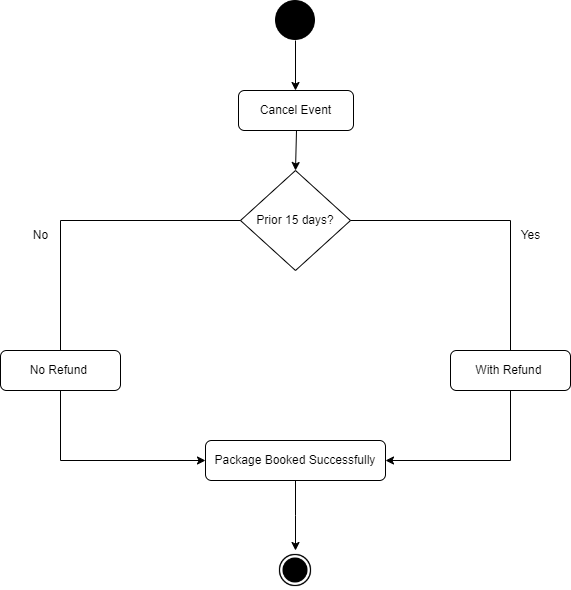 Cancel Event
Prior 15 days?
No
Yes
No Refund
With Refund
Package Booked Successfully